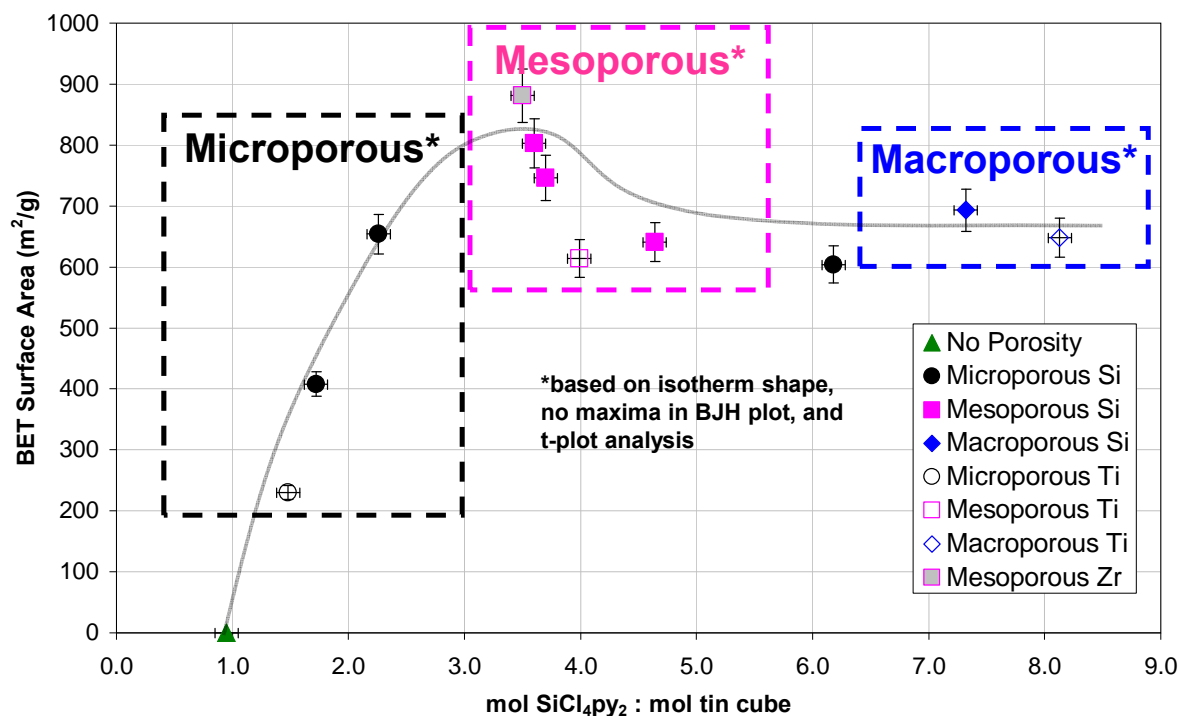 1000
900
800
700
600
500
400
300
200
100
0
BET Surface Area (m²/g)
Microporous*
Mesoporous*
Macroporous*
*based on isotherm shape,
no maxima in BJH plot, and
t-plot analysis
No Porosity
Microporous Si
Mesoporous Si
Macroporous Si
Microporous Ti
Mesoporous Ti
Macroporous Ti
Mesoporous Zr
0.0 1.0 2.0 3.0 4.0 5.0 6.0 7.0 8.0 9.0
mol SiCl₄py₂ : mol tin cube